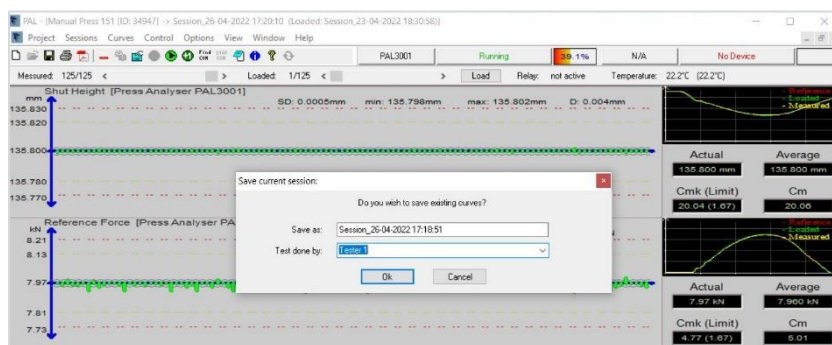 PAL - [Manual Press 151 [ID: 34947] -> Session_26-04-2022 17:20:10 (Loaded: Session_23-04-2022 18:30:58)]
Project Sessions Curves Control Options View Window Help
PAL3001 Running 39.1% N/A No Device
Messured: 125/125 < > Loaded: 1/125 < > Load Relay: not active Temperature: 22.2°C (22.2°C)
Shut Height [Press Analyser PAL3001]
mm
SD: 0.0005mm min: 135.798mm max: 135.802mm D: 0.004mm
135.830
135.820
135.800
135.780
135.770
Reference
Loaded
Measured
Actual Average
135.800 mm 135.800 mm
Cmk (Limit) Cm
20.04 (1.67) 20.06
Save current session:
Do you wish to save existing curves?
Save as: Session_26-04-2022 17:18:51
Test done by: Tester 1
Ok Cancel
Reference Force [Press Analyser PA
kN
8.21
8.13
7.97
7.81
7.73
Reference
Loaded
Measured
Actual Average
7.97 kN 7.960 kN
Cmk (Limit) Cm
4.77 (1.67) 5.01